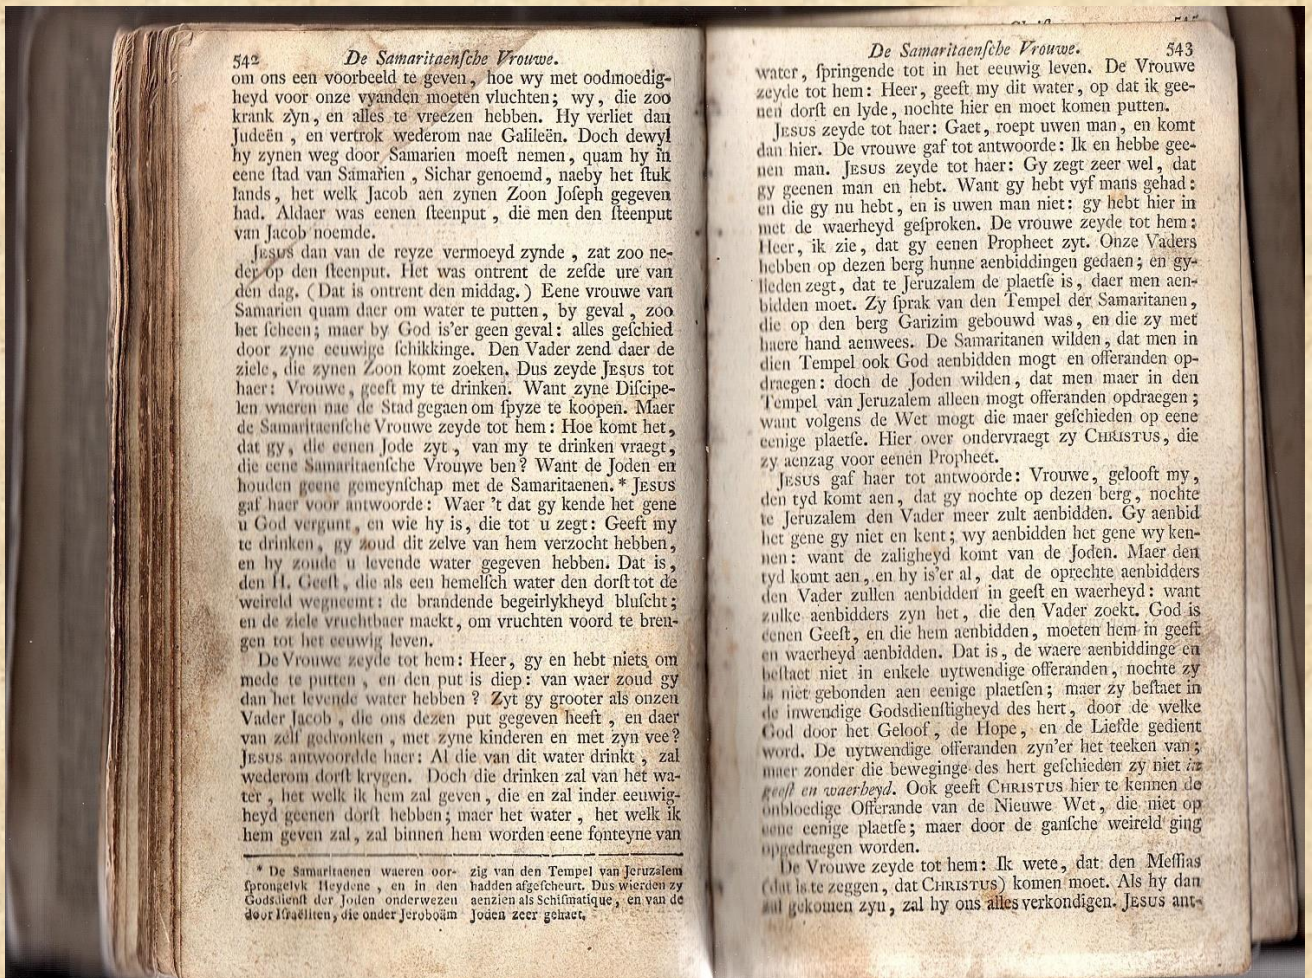 542 De Samaritaenſche Vrouwe.
om ons een voorbeeld te geven, hoe wy met oodmoedig-
heyd voor onze vyanden moeten vluchten; wy, die zoo
krank zyn, en alles te vreezen hebben. Hy verliet dan
Judeën, en vertrok wederom nae Galileën. Doch dewyl
hy zynen weg door Samarien moeſt nemen, quam hy in
eene ſtad van Samarien, Sichar genoemd, naeby het ſtuk
lands, het welk Jacob aen zynen Zoon Joſeph gegeven
had. Aldaer was eenen ſteenput, die men den ſteenput
van Jacob noemde.
Jesus dan van de reyze vermoeyd zynde, zat zoo ne-
der op den ſteenput. Het was ontrent de zeſde ure van
den dag. (Dat is ontrent den middag.) Eene vrouwe van
Samarien quam daer om water te putten, by geval, zoo
het ſcheen; maer by God is'er geen geval: alles geſchied
door zyne eeuwige ſchikkinge. Den Vader zend daer de
ziele, die zynen Zoon komt zoeken. Dus zeyde Jesus tot
haer: Vrouwe, geeft my te drinken. Want zyne Diſcipe-
len waeren nae de Stad gegaen om ſpyze te koopen. Maer
de Samaritaenſche Vrouwe zeyde tot hem: Hoe komt het,
dat gy, die eenen Jode zyt, van my te drinken vraegt,
die eene Samaritaenſche Vrouwe ben? Want de Joden en
houden geene gemeynſchap met de Samaritaenen.* Jesus
gaf haer voor antwoorde: Waer 't dat gy kende het gene
u God vergunt, en wie hy is, die tot u zegt: Geeft my
te drinken, gy zoud dit zelve van hem verzocht hebben,
en hy zoude u levende water gegeven hebben. Dat is,
den H. Geeſt, die als een hemelſch water den dorſt tot de
weireld wegneemt: de brandende begeirlykheyd bluſcht;
en de ziele vruchtbaer maekt, om vruchten voord te bren-
gen tot het eeuwig leven.
De Vrouwe zeyde tot hem: Heer, gy en hebt niets om
mede te putten, en den put is diep: van waer zoud gy
dan het levende water hebben? Zyt gy grooter als onzen
Vader Jacob, die ons dezen put gegeven heeft, en daer
van zelf gedronken, met zyne kinderen en met zyn vee?
Jesus antwoordde haer: Al die van dit water drinkt, zal
wederom dorſt krygen. Doch die drinken zal van het wa-
ter, het welk ik hem zal geven, die en zal inder eeuwig-
heyd geenen dorſt hebben; maer het water, het welk ik
hem geven zal, zal binnen hem worden eene fonteyne van
* De Samaritaenen waeren oor-
ſprongelyk Heydene, en in den
Godsdienſt der Joden onderwezen
door Iſraëliten, die onder Jeroboäm
zig van den Tempel van Jeruzalem
hadden afgeſcheurt. Dus wierden zy
aenzien als Schiſmatique, en van de
Joden zeer gehaet.
De Samaritaenſche Vrouwe. 543
water, ſpringende tot in het eeuwig leven. De Vrouwe
zeyde tot hem: Heer, geeft my dit water, op dat ik gee-
nen dorſt en lyde, nochte hier en moet komen putten.
Jesus zeyde tot haer: Gaet, roept uwen man, en komt
dan hier. De vrouwe gaf tot antwoorde: Ik en hebbe gee-
nen man. Jesus zeyde tot haer: Gy zegt zeer wel, dat
gy geenen man en hebt. Want gy hebt vyf mans gehad:
en die gy nu hebt, en is uwen man niet: gy hebt hier in
met de waerheyd geſproken. De vrouwe zeyde tot hem:
Heer, ik zie, dat gy eenen Propheet zyt. Onze Vaders
hebben op dezen berg hunne aenbiddingen gedaen; en gy-
lieden zegt, dat te Jeruzalem de plaetſe is, daer men aen-
bidden moet. Zy ſprak van den Tempel der Samaritanen,
die op den berg Garizim gebouwd was, en die zy met
haere hand aenwees. De Samaritanen wilden, dat men in
dien Tempel ook God aenbidden mogt en offeranden op-
draegen: doch de Joden wilden, dat men maer in den
Tempel van Jeruzalem alleen mogt offeranden opdraegen;
want volgens de Wet mogt die maer geſchieden op eene
eenige plaetſe. Hier over ondervraegt zy Christus, die
zy aenzag voor eenen Propheet.
Jesus gaf haer tot antwoorde: Vrouwe, gelooft my,
den tyd komt aen, dat gy nochte op dezen berg, nochte
te Jeruzalem den Vader meer zult aenbidden. Gy aenbid
het gene gy niet en kent; wy aenbidden het gene wy ken-
nen: want de zaligheyd komt van de Joden. Maer den
tyd komt aen, en hy is'er al, dat de oprechte aenbidders
den Vader zullen aenbidden in geeſt en waerheyd: want
zulke aenbidders zyn het, die den Vader zoekt. God is
eenen Geeſt, en die hem aenbidden, moeten hem in geeſt
en waerheyd aenbidden. Dat is, de waere aenbiddinge en
beſtaet niet in enkele uytwendige offeranden, nochte zy
is niet gebonden aen eenige plaetſen; maer zy beſtaet in
de inwendige Godsdienſtigheyd des hert, door de welke
God door het Geloof, de Hope, en de Liefde gedient
word. De uytwendige offeranden zyn'er het teeken van;
maer zonder die beweginge des hert geſchieden zy niet in
geeſt en waerheyd. Ook geeft Christus hier te kennen de
onbloedige Offerande van de Nieuwe Wet, die niet op
eene eenige plaetſe; maer door de ganſche weireld ging
opgedraegen worden.
De Vrouwe zeyde tot hem: Ik wete, dat den Meſſias
(dat is te zeggen, dat Christus) komen moet. Als hy dan
zal gekomen zyn, zal hy ons alles verkondigen. Jesus ant-